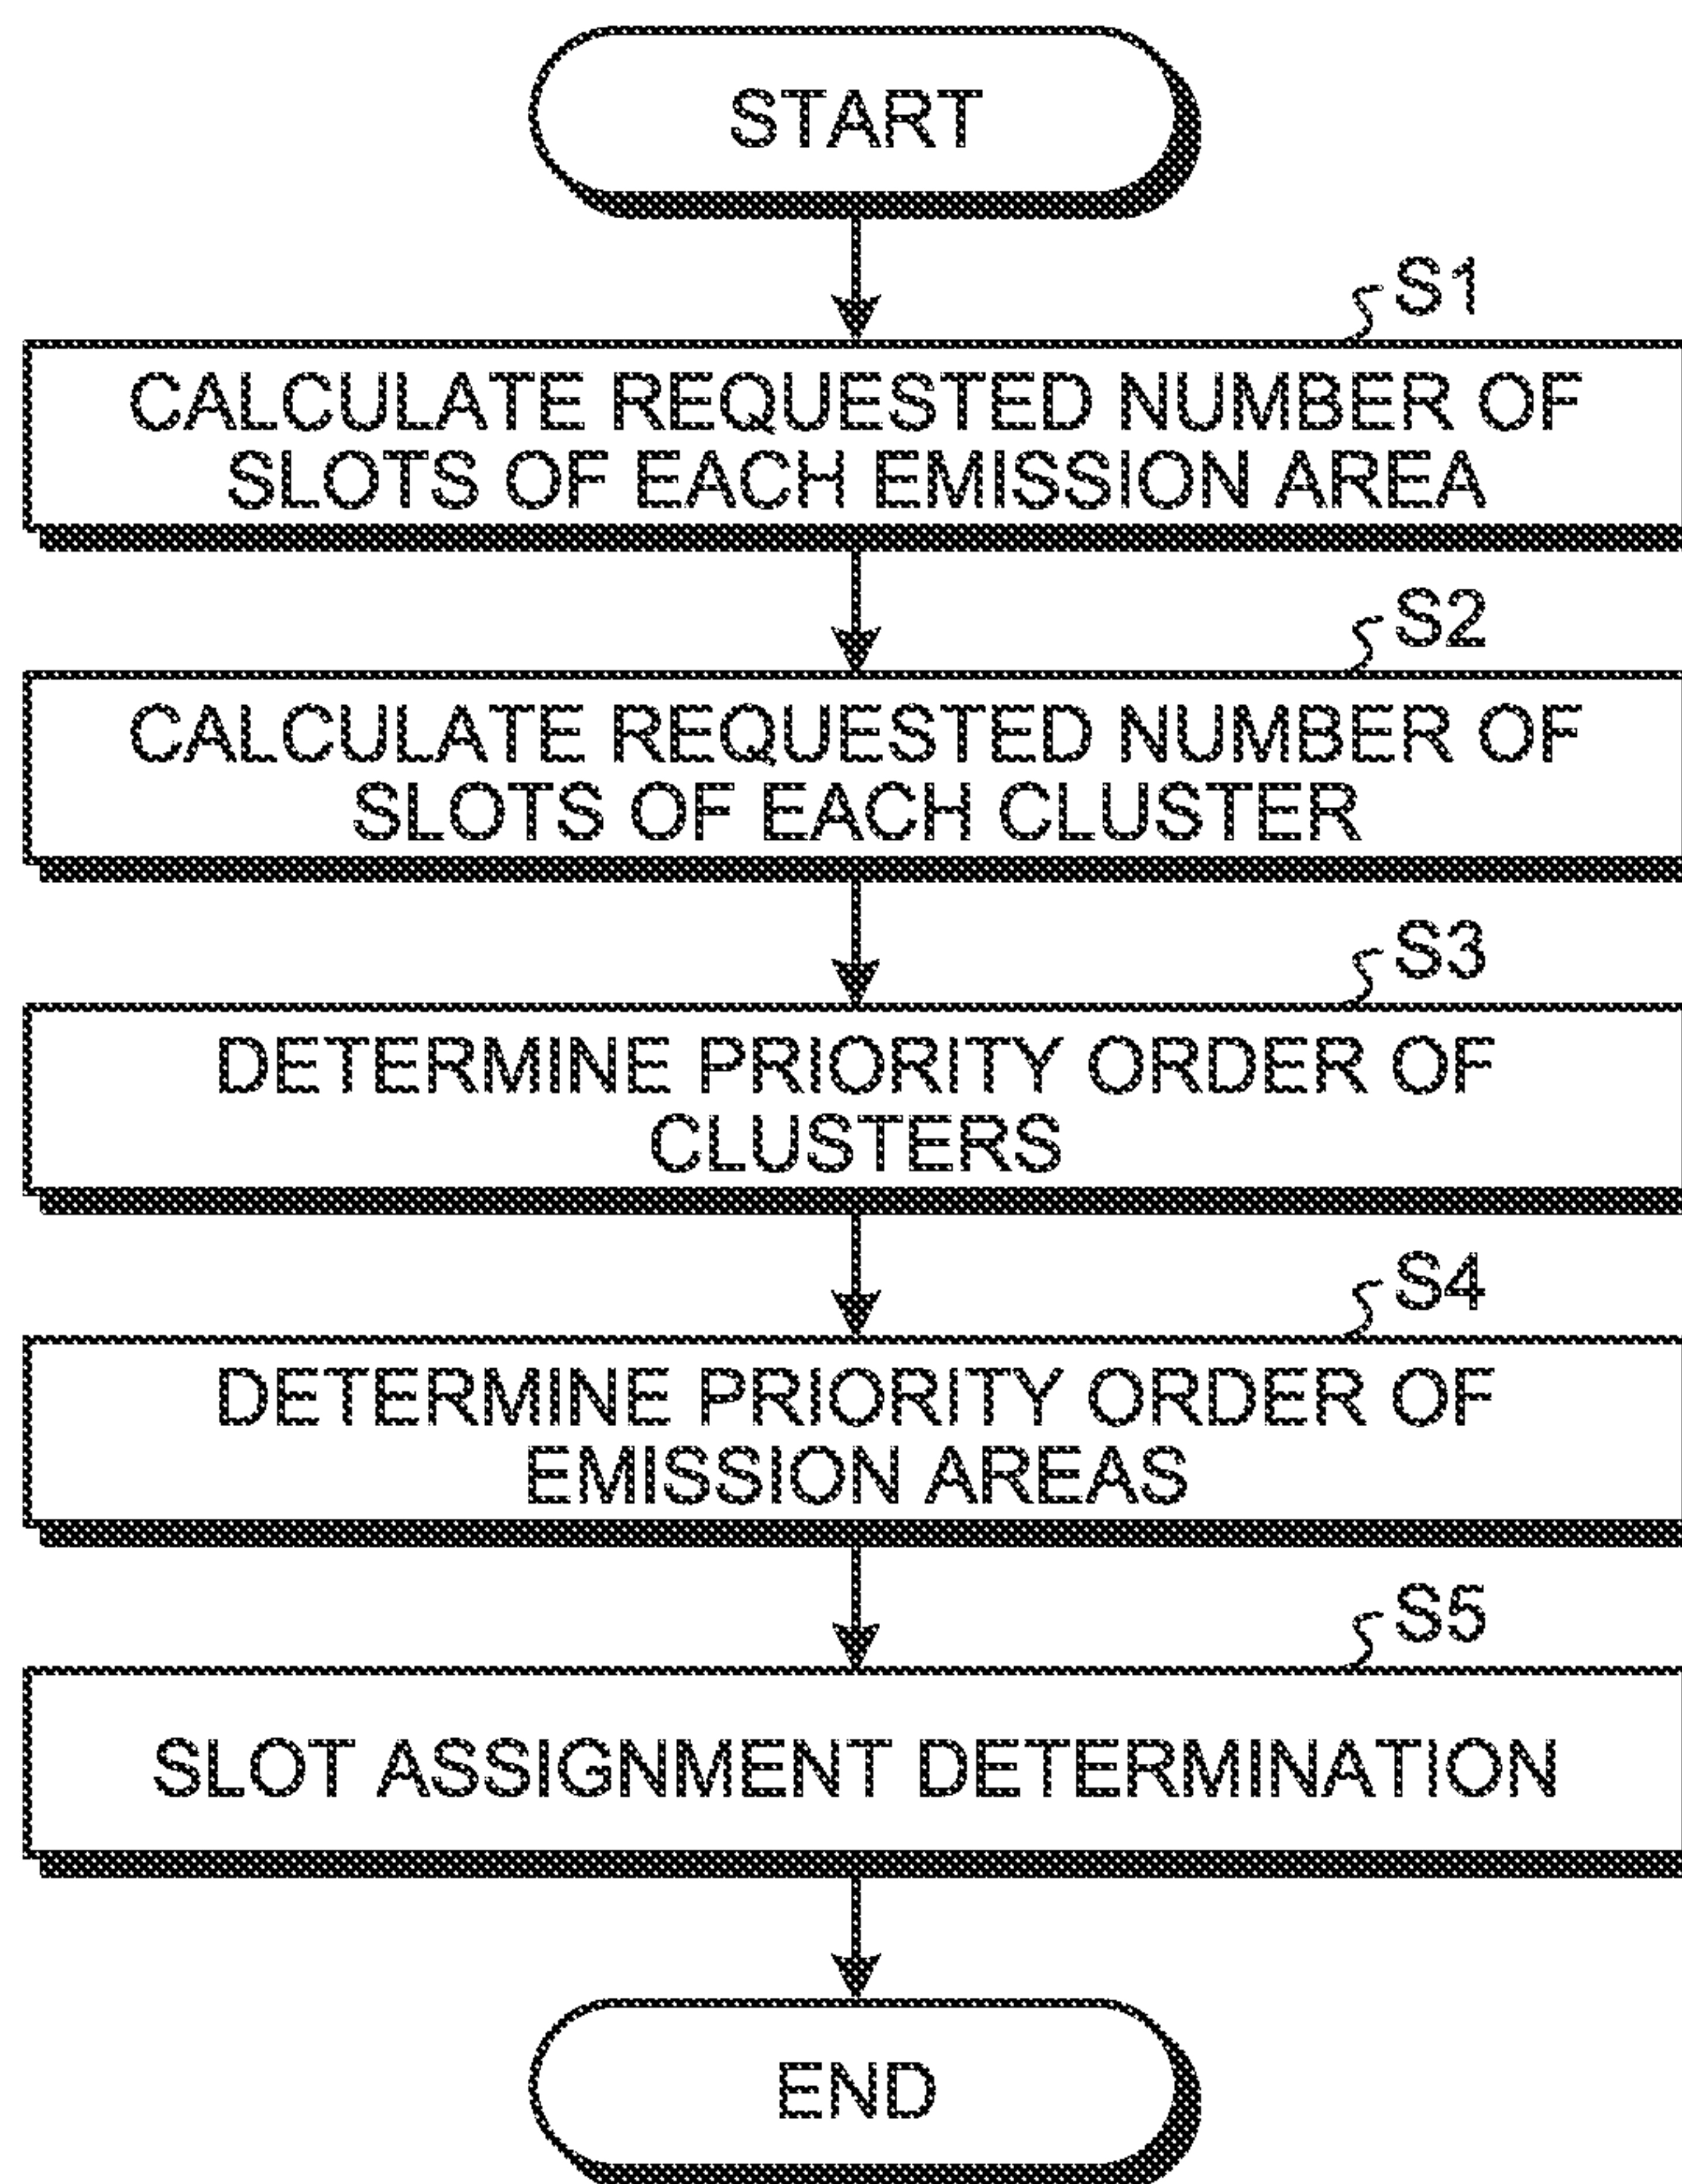 START
S1
CALCULATE REQUESTED NUMBER OF
SLOTS OF EACH EMISSION AREA
S2
CALCULATE REQUESTED NUMBER OF
SLOTS OF EACH CLUSTER
S3
DETERMINE PRIORITY ORDER OF
CLUSTERS
S4
DETERMINE PRIORITY ORDER OF
EMISSION AREAS
S5
SLOT ASSIGNMENT DETERMINATION
END